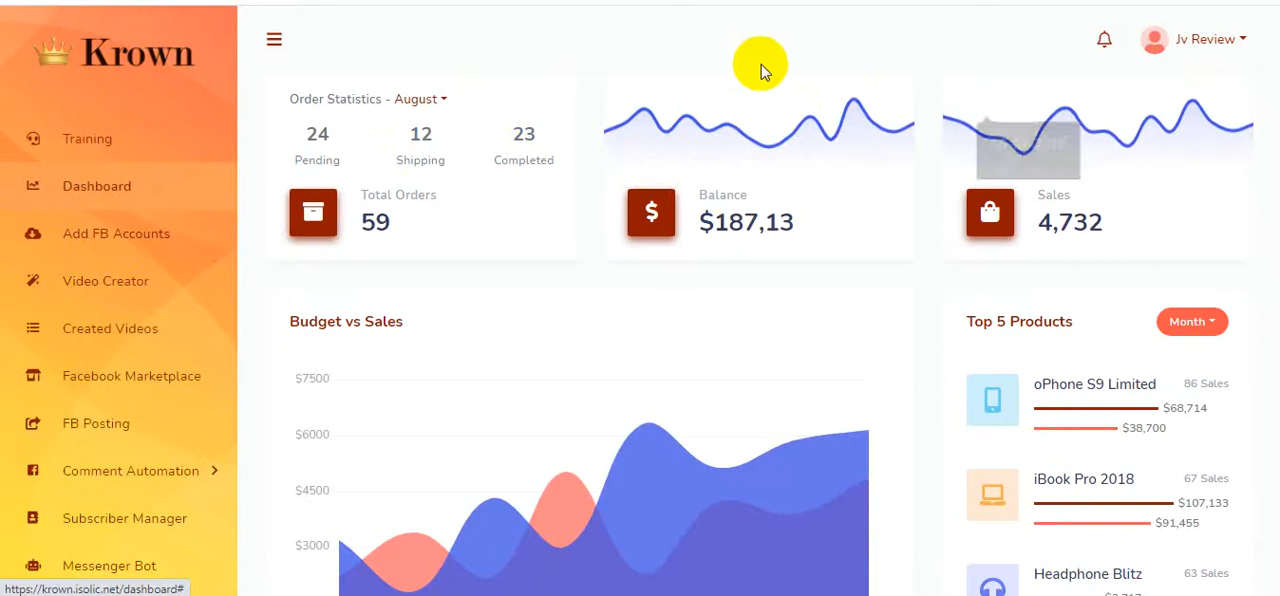 Krown
Training
Dashboard
Add FB Accounts
Video Creator
Created Videos
Facebook Marketplace
FB Posting
Comment Automation
Subscriber Manager
Messenger Bot
https://krown.isolic.net/dashboard#
Jv Review
Order Statistics - August
24 12 23
Pending Shipping Completed
Total Orders
59
Balance
$187,13
Sales
4,732
Budget vs Sales
$7500
$6000
$4500
$3000
Top 5 Products
Month
oPhone S9 Limited 86 Sales
$68,714
$38,700
iBook Pro 2018 67 Sales
$107,133
$91,455
Headphone Blitz 63 Sales